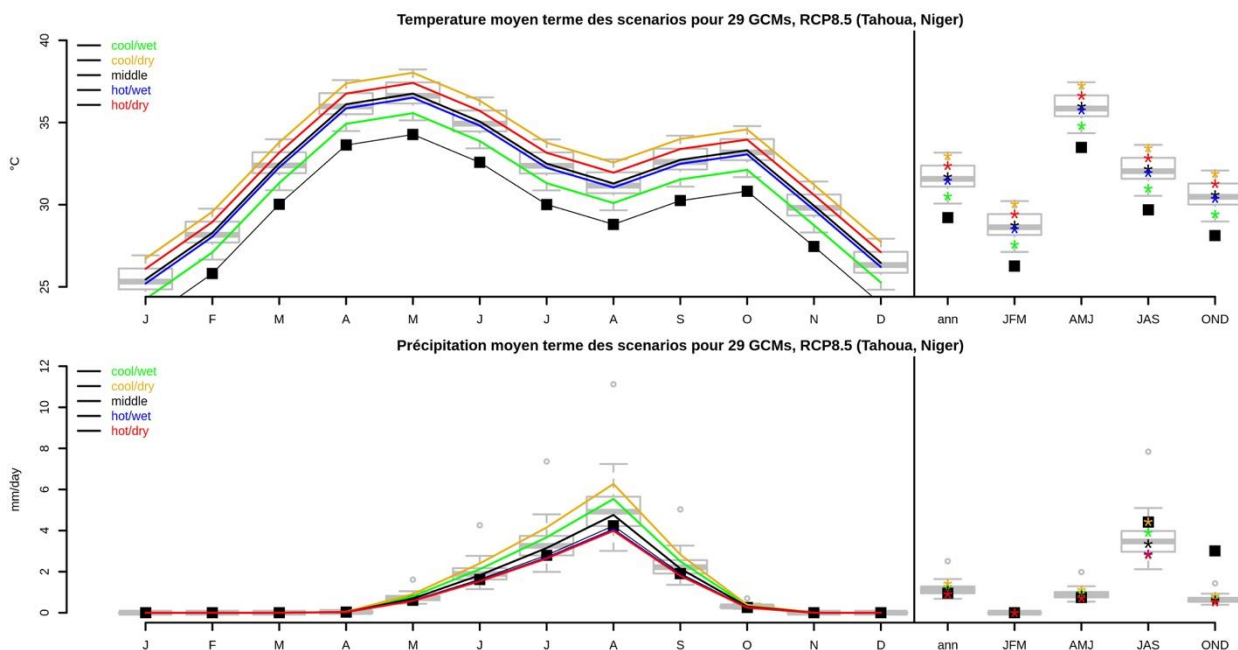 Temperature moyen terme des scenarios pour 29 GCMs, RCP8.5 (Tahoua, Niger)
40
35
30
25
°C
cool/wet
cool/dry
middle
hot/wet
hot/dry
J F M A M J J A S O N D ann JFM AMJ JAS OND
Précipitation moyen terme des scenarios pour 29 GCMs, RCP8.5 (Tahoua, Niger)
12
10
8
6
4
2
0
mm/day
cool/wet
cool/dry
middle
hot/wet
hot/dry
J F M A M J J A S O N D ann JFM AMJ JAS OND